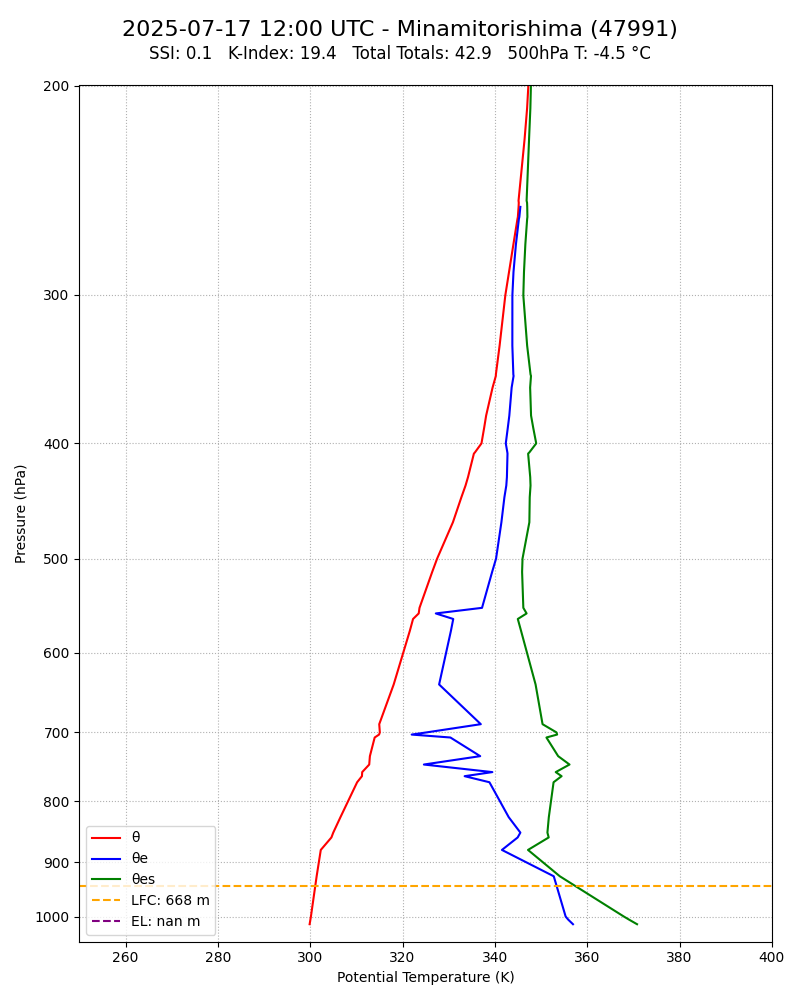 2025-07-17 12:00 UTC - Minamitorishima (47991)
SSI: 0.1 K-Index: 19.4 Total Totals: 42.9 500hPa T: -4.5 °C
Pressure (hPa)
200
300
400
500
600
700
800
900
1000
θ
θe
θes
LFC: 668 m
EL: nan m
260 280 300 320 340 360 380 400
Potential Temperature (K)